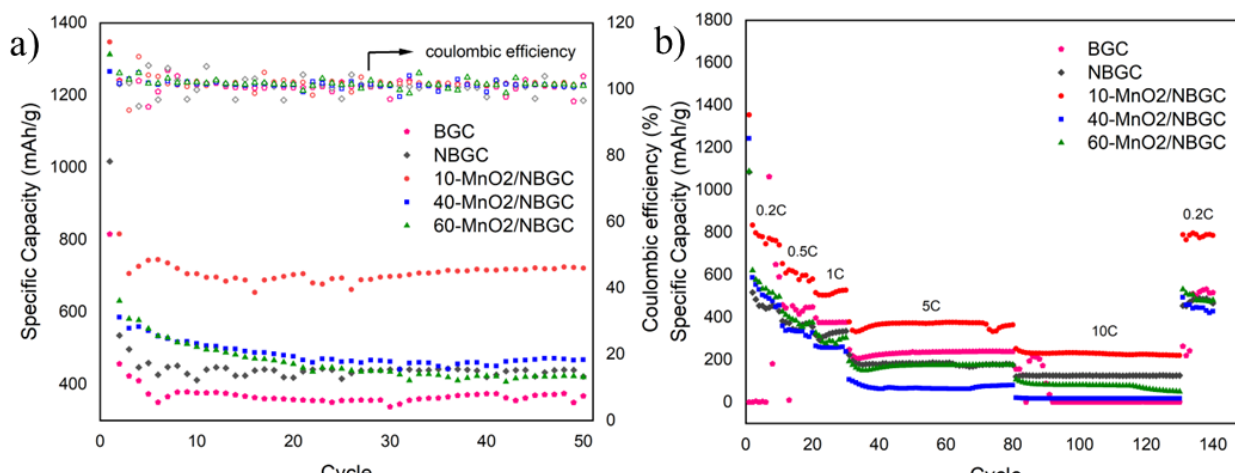 a)
Specific Capacity (mAh/g)
1400
1200
1000
800
600
400
120
100
80
60
40
20
0
Coulombic efficiency (%)
coulombic efficiency
BGC
NBGC
10-MnO2/NBGC
40-MnO2/NBGC
60-MnO2/NBGC
0 10 20 30 40 50
Cycle
b)
Specific Capacity (mAh/g)
1800
1600
1400
1200
1000
800
600
400
200
0
BGC
NBGC
10-MnO2/NBGC
40-MnO2/NBGC
60-MnO2/NBGC
0.2C
0.5C
1C
5C
10C
0.2C
0 20 40 60 80 100 120 140
Cycle